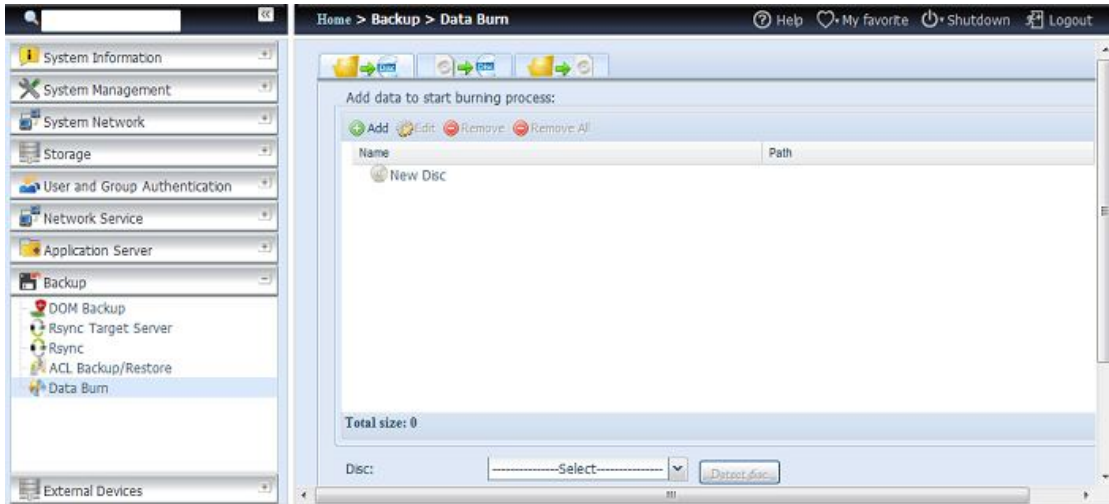 Home > Backup > Data Burn
Help My favorite Shutdown Logout
System Information
System Management
System Network
Storage
User and Group Authentication
Network Service
Application Server
Backup
DOM Backup
Rsync Target Server
Rsync
ACL Backup/Restore
Data Burn
External Devices
Add data to start burning process:
Add Edit Remove Remove All
Name Path
New Disc
Total size: 0
Disc: ---------------Select--------------- Detect disc